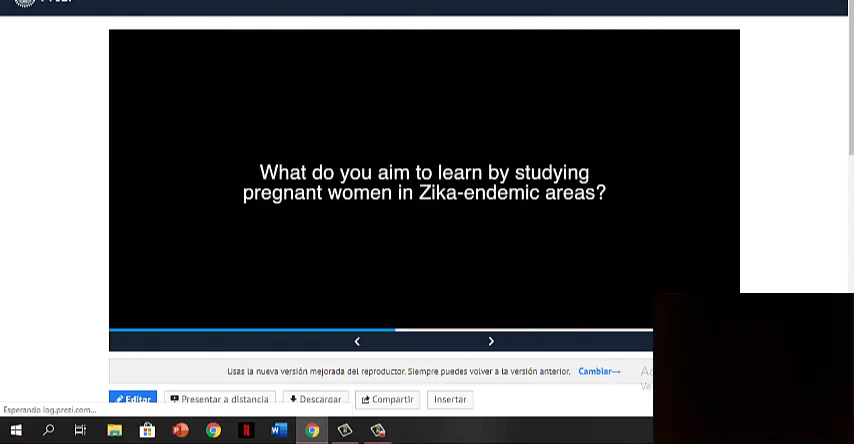 What do you aim to learn by studying
pregnant women in Zika-endemic areas?
Usas la nueva versión mejorada del reproductor. Siempre puedes volver a la versión anterior. Cambiar→
Editar Presentar a distancia Descargar Compartir Insertar
Esperando log.prezi.com...